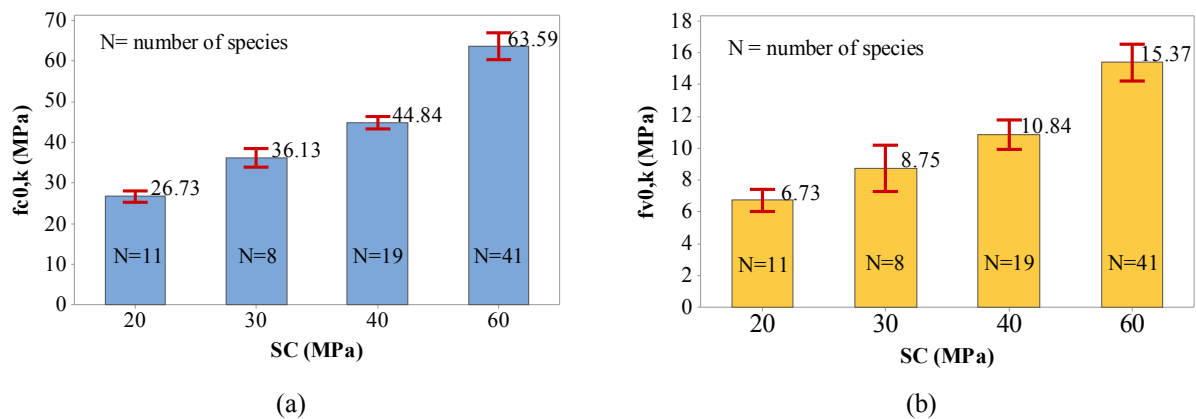 70
60
50
40
30
20
10
0
fc0,k (MPa)
N= number of species
26.73
36.13
44.84
63.59
N=11
N=8
N=19
N=41
20
30
40
60
SC (MPa)
(a)
18
16
14
12
10
8
6
4
2
0
fv0,k (MPa)
N = number of species
6.73
8.75
10.84
15.37
N=11
N=8
N=19
N=41
20
30
40
60
SC (MPa)
(b)